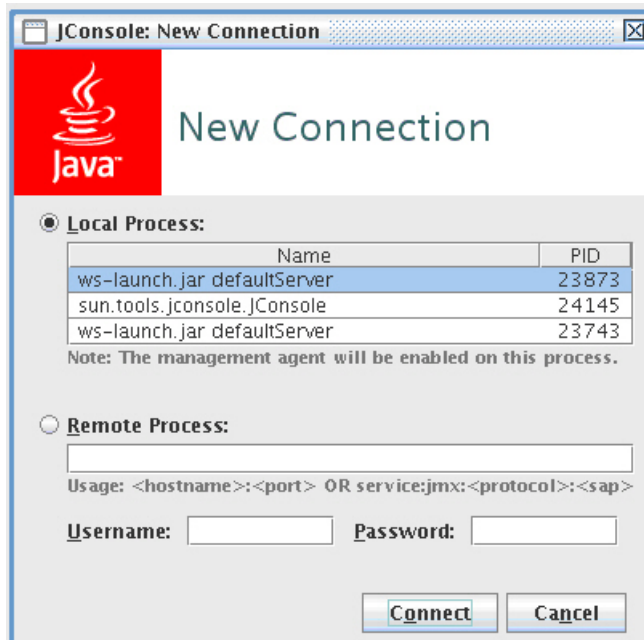 JConsole: New Connection
Java™
New Connection
Local Process:
Name PID
ws-launch.jar defaultServer 23873
sun.tools.jconsole.JConsole 24145
ws-launch.jar defaultServer 23743
Note: The management agent will be enabled on this process.
Remote Process:
Usage: <hostname>:<port> OR service:jmx:<protocol>:<sap>
Username: Password:
Connect Cancel